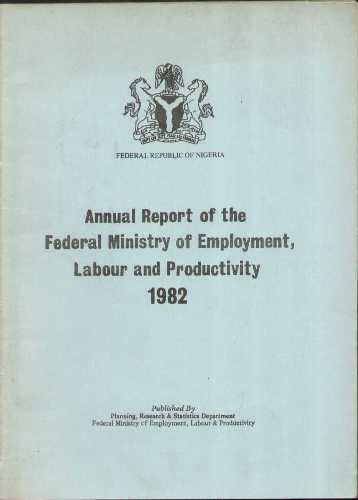 FEDERAL REPUBLIC OF NIGERIA
Annual Report of the
Federal Ministry of Employment,
Labour and Productivity
1982
Published By
Planning, Research & Statistics Department
Federal Ministry of Employment, Labour & Productivity